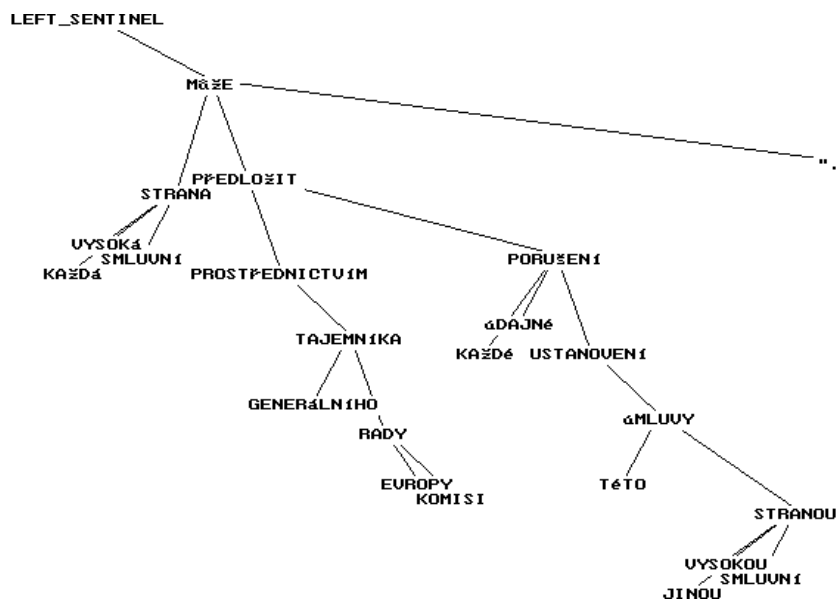 LEFT_SENTINEL
MůžE
".
PřEDLOžIT
STRANA
VYSOKá
SMLUVNí
KAžDá
PROSTřEDNICTVíM
PORUšENí
úDAJNé
KAžDé
USTANOVENí
TAJEMNíKA
GENERáLNíHO
RADY
EVROPY
KOMISI
úMLUVY
TéTO
STRANOU
VYSOKOU
SMLUVNí
JINOU